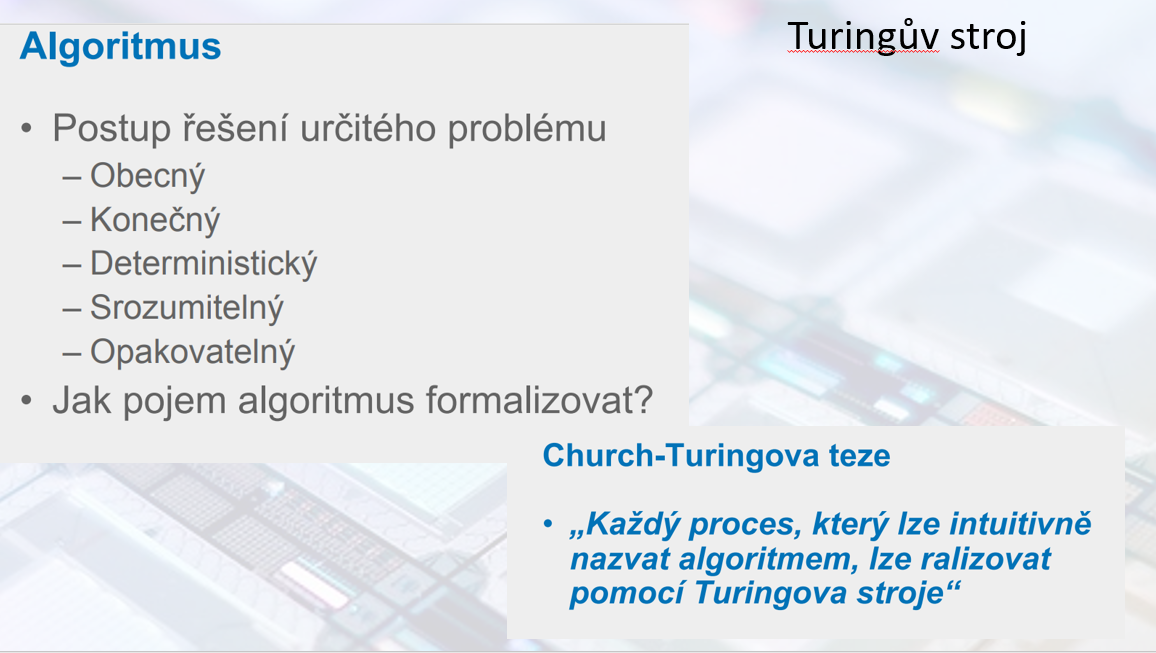 Turingův stroj
Algoritmus
• Postup řešení určitého problému
– Obecný
– Konečný
– Deterministický
– Srozumitelný
– Opakovatelný
• Jak pojem algoritmus formalizovat?
Church-Turingova teze
• „Každý proces, který lze intuitivně
nazvat algoritmem, lze ralizovat
pomocí Turingova stroje“